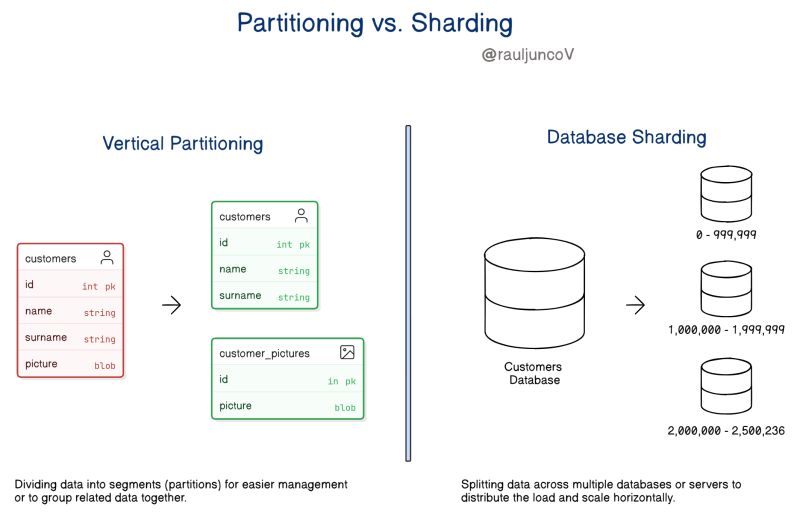 Partitioning vs. Sharding
@rauljuncoV
Vertical Partitioning
customers
id int pk
name string
surname string
picture blob
customers
id int pk
name string
surname string
customer_pictures
id in pk
picture blob
Dividing data into segments (partitions) for easier management
or to group related data together.
Database Sharding
Customers
Database
0 - 999,999
1,000,000 - 1,999,999
2,000,000 - 2,500,236
Splitting data across multiple databases or servers to
distribute the load and scale horizontally.